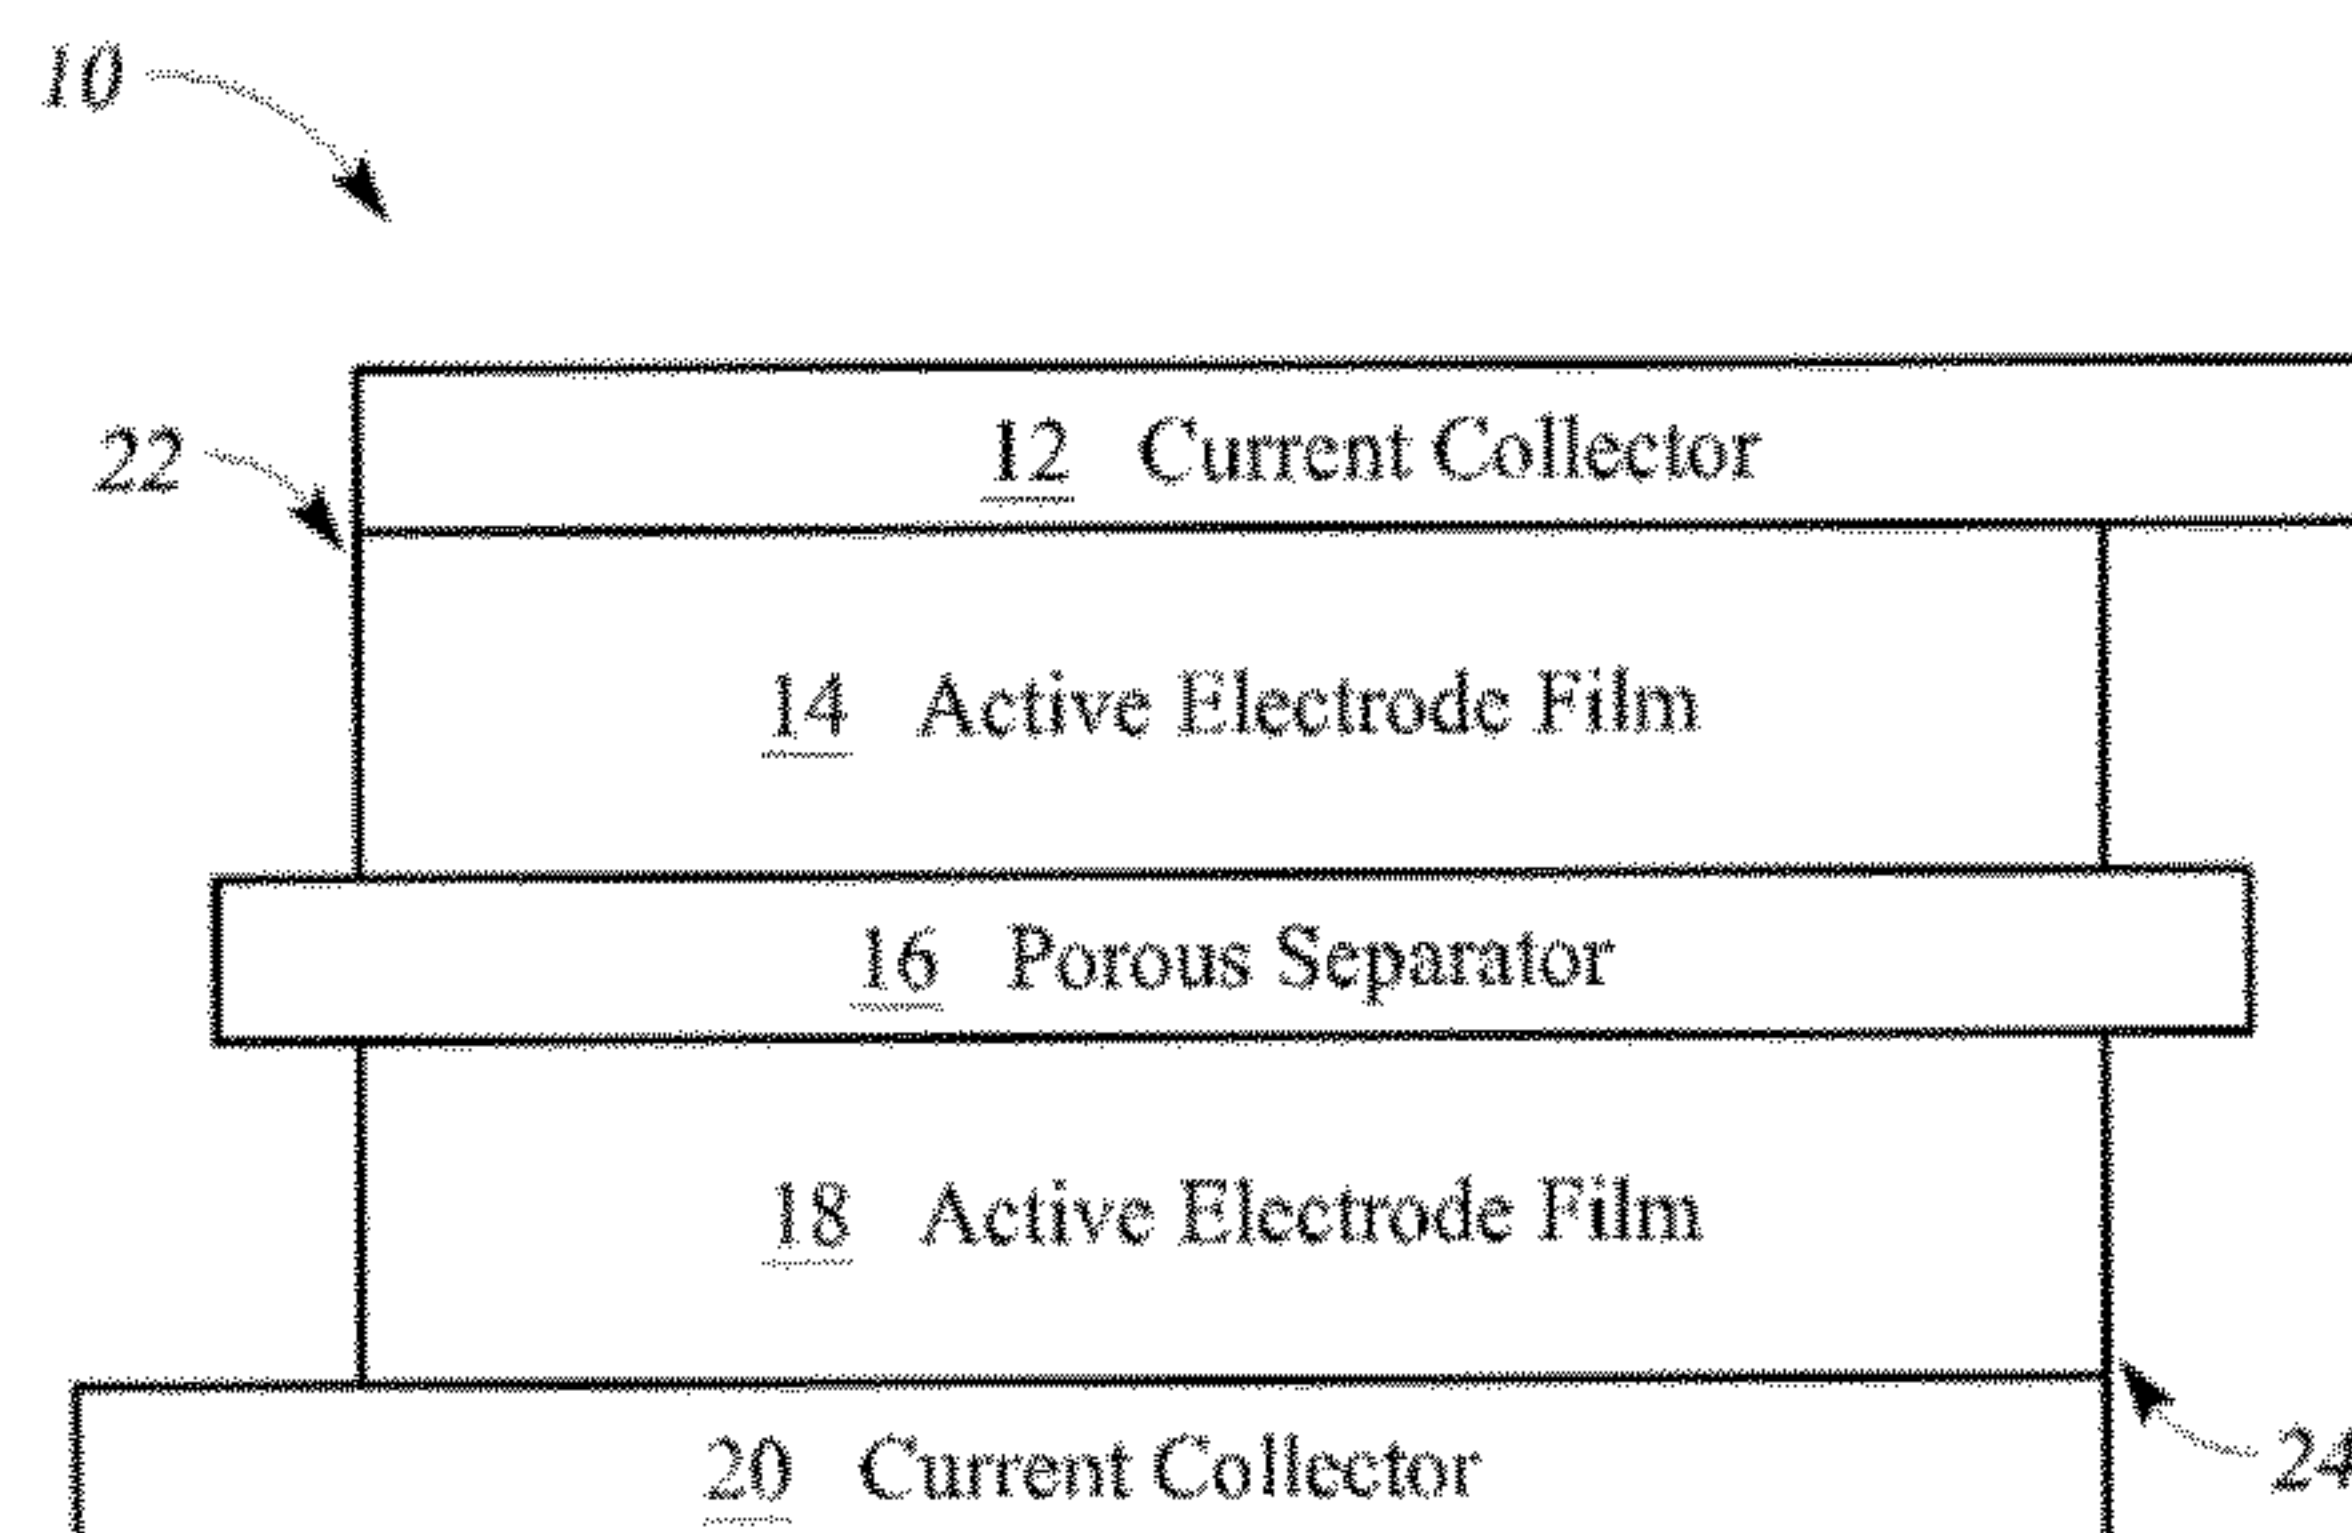 10
12 Current Collector
22
14 Active Electrode Film
16 Porous Separator
18 Active Electrode Film
20 Current Collector
24